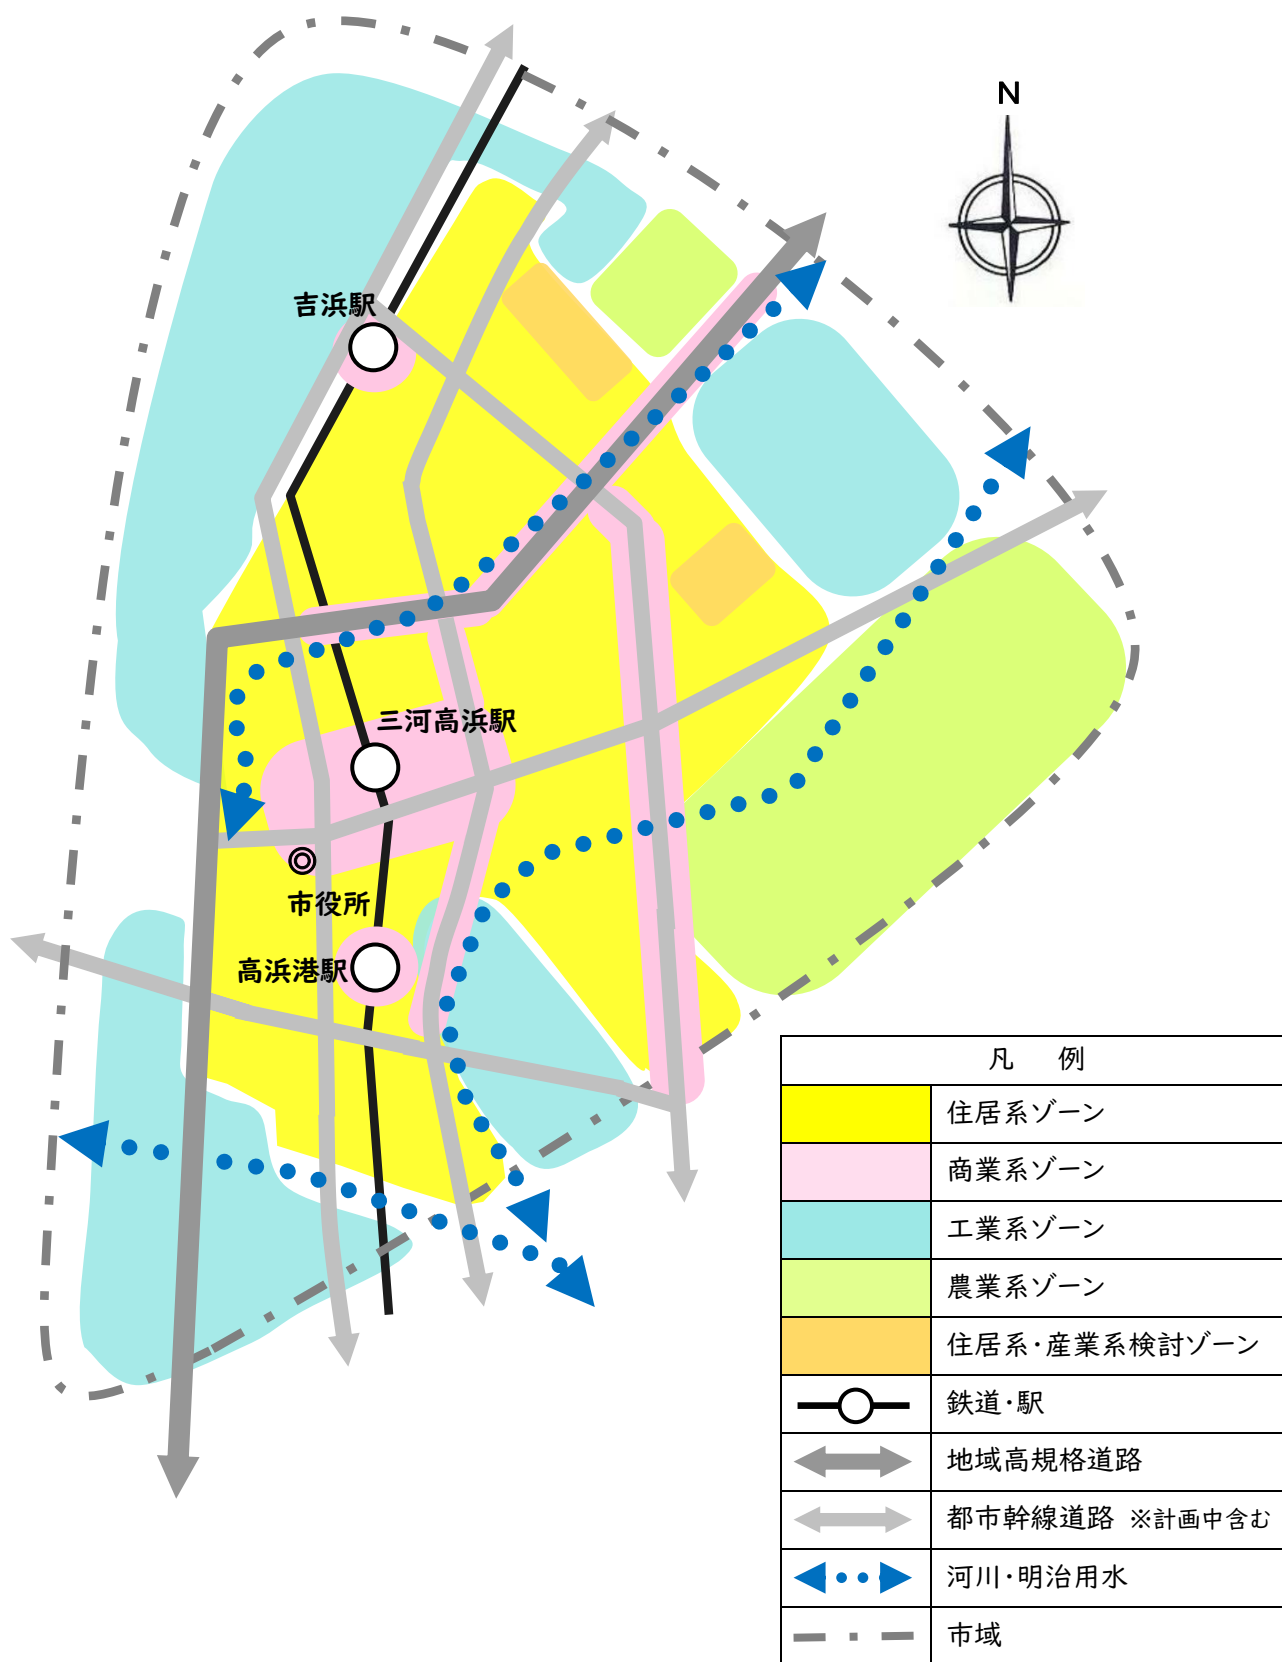 N
吉浜駅
三河高浜駅
市役所
高浜港駅
凡　例
住居系ゾーン
商業系ゾーン
工業系ゾーン
農業系ゾーン
住居系・産業系検討ゾーン
鉄道・駅
地域高規格道路
都市幹線道路 ※計画中含む
河川・明治用水
市域